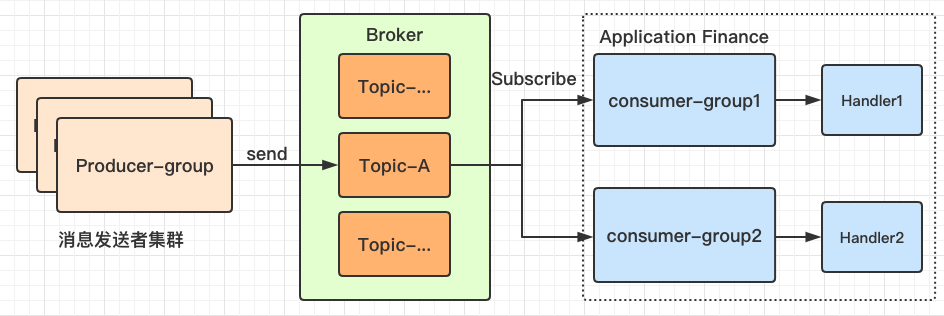 Broker
Application Finance
Topic-...
Subscribe
consumer-group1
Handler1
Producer-group
send
Topic-A
消息发送者集群
Topic-...
consumer-group2
Handler2